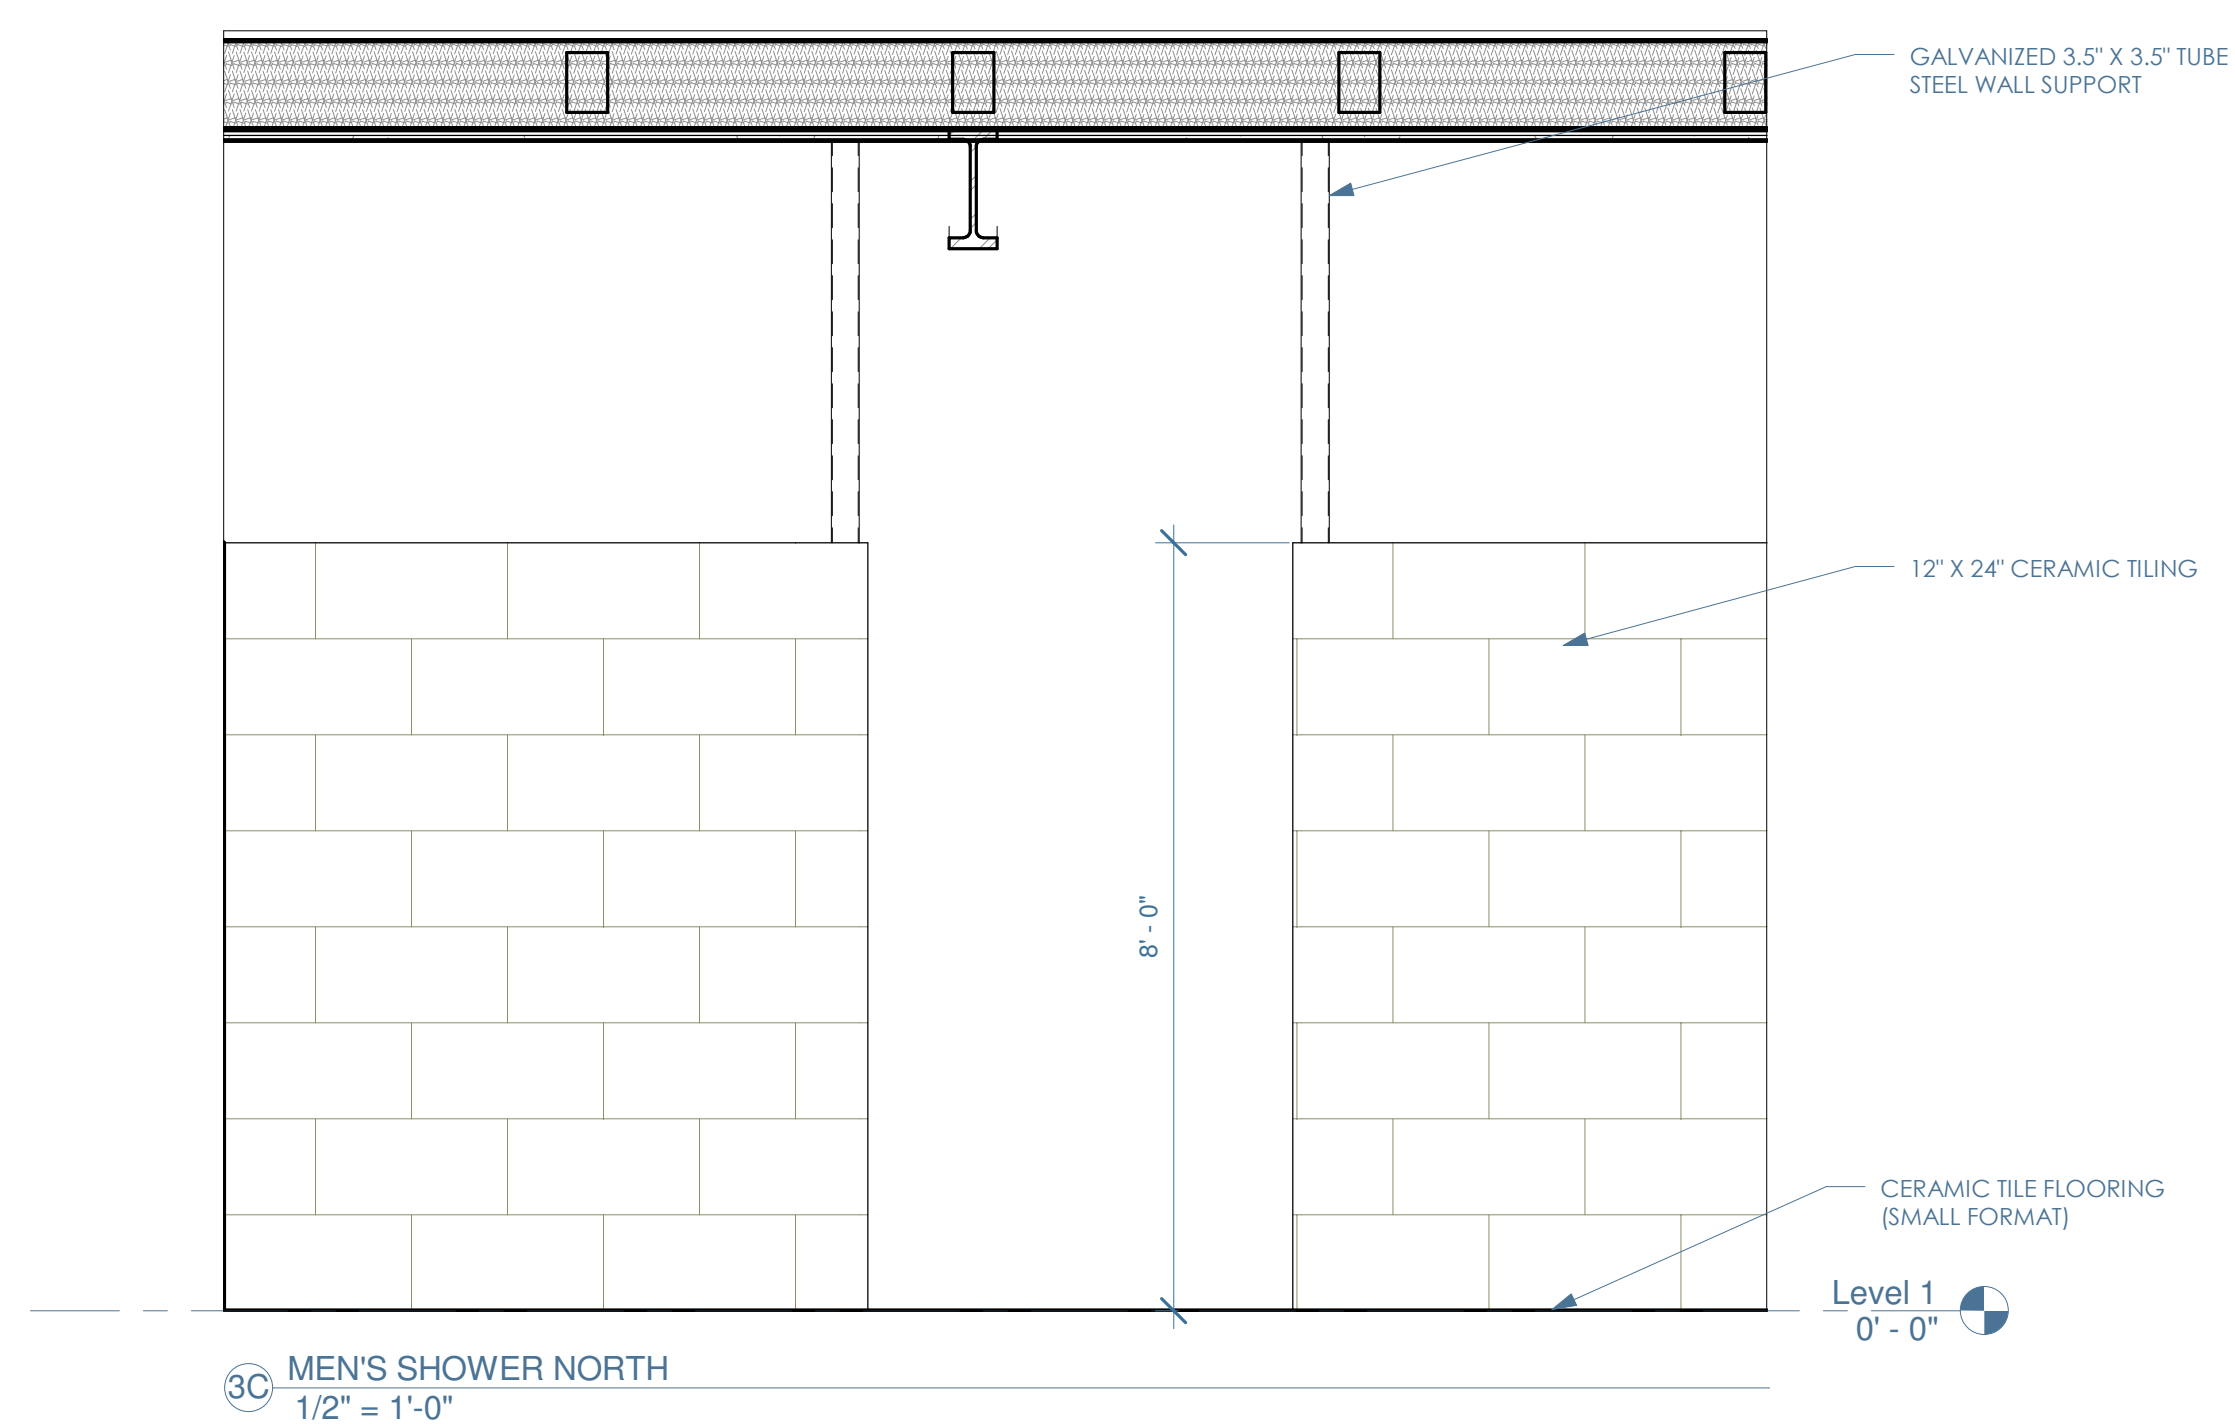 GALVANIZED 3.5" X 3.5" TUBE
STEEL WALL SUPPORT
12" X 24" CERAMIC TILING
8' - 0"
CERAMIC TILE FLOORING
(SMALL FORMAT)
Level 1
0' - 0"
3C
MEN'S SHOWER NORTH
1/2" = 1'-0"